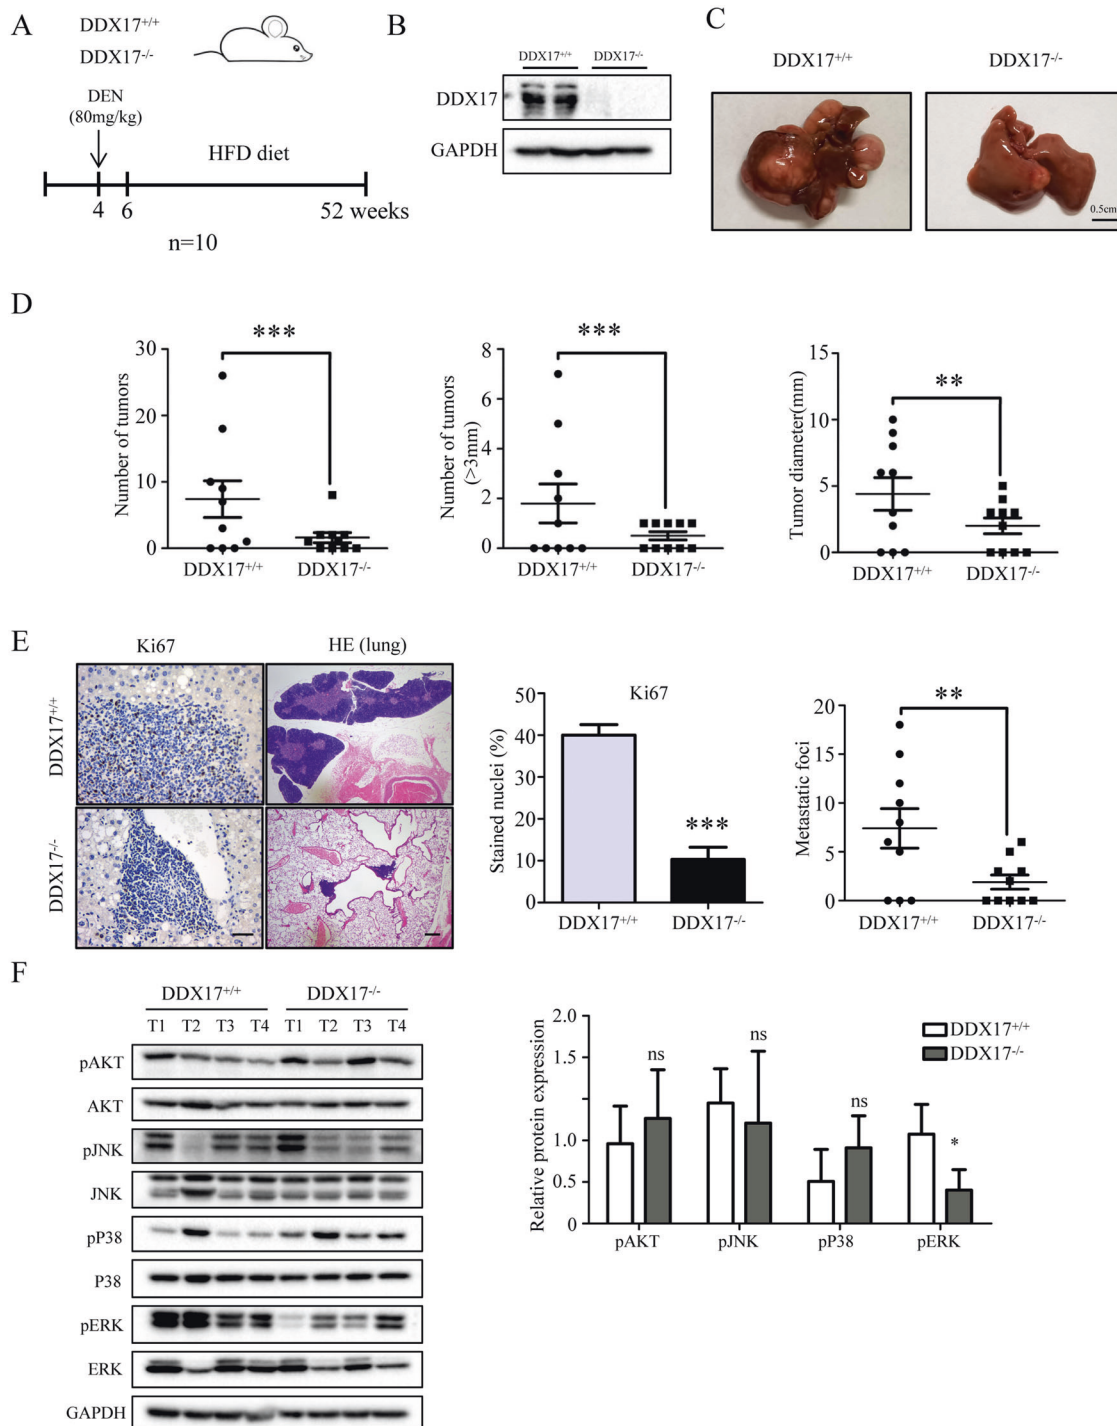 A
DDX17+/+
DDX17-/-
DEN
(80mg/kg)
HFD diet
4 6 52 weeks
n=10
B
DDX17+/+ DDX17-/-
DDX17
GAPDH
C
DDX17+/+ DDX17-/-
0.5cm
D
***
Number of tumors
30
20
10
0
DDX17+/+ DDX17-/-
***
Number of tumors
(>3mm)
8
6
4
2
0
DDX17+/+ DDX17-/-
**
Tumor diameter(mm)
15
10
5
0
DDX17+/+ DDX17-/-
E
Ki67 HE (lung)
DDX17+/+
DDX17-/-
Ki67
Stained nuclei (%)
50
40
30
20
10
0
***
DDX17+/+ DDX17-/-
**
Metastatic foci
20
15
10
5
0
DDX17+/+ DDX17-/-
F
DDX17+/+ DDX17-/-
T1 T2 T3 T4 T1 T2 T3 T4
pAKT
AKT
pJNK
JNK
pP38
P38
pERK
ERK
GAPDH
Relative protein expression
2.0
1.5
1.0
0.5
0
ns ns ns *
DDX17+/+
DDX17-/-
pAKT pJNK pP38 pERK